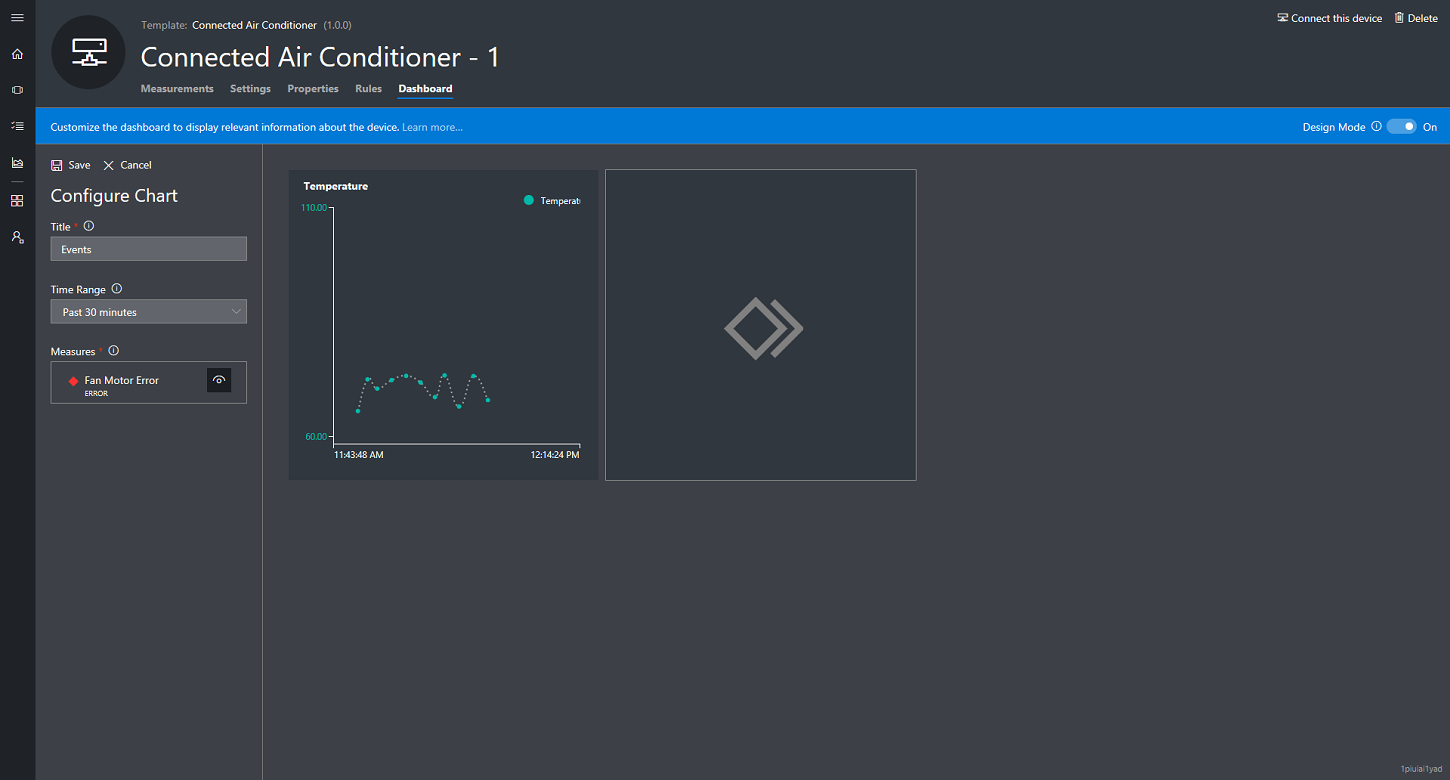 Template: Connected Air Conditioner (1.0.0)
Connect this device
Delete
Connected Air Conditioner - 1
Measurements
Settings
Properties
Rules
Dashboard
Customize the dashboard to display relevant information about the device. Learn more...
Design Mode
On
Save
Cancel
Configure Chart
Title *
Events
Time Range
Past 30 minutes
Measures *
Fan Motor Error
ERROR
Temperature
Temperat
110.00
60.00
11:43:48 AM
12:14:24 PM